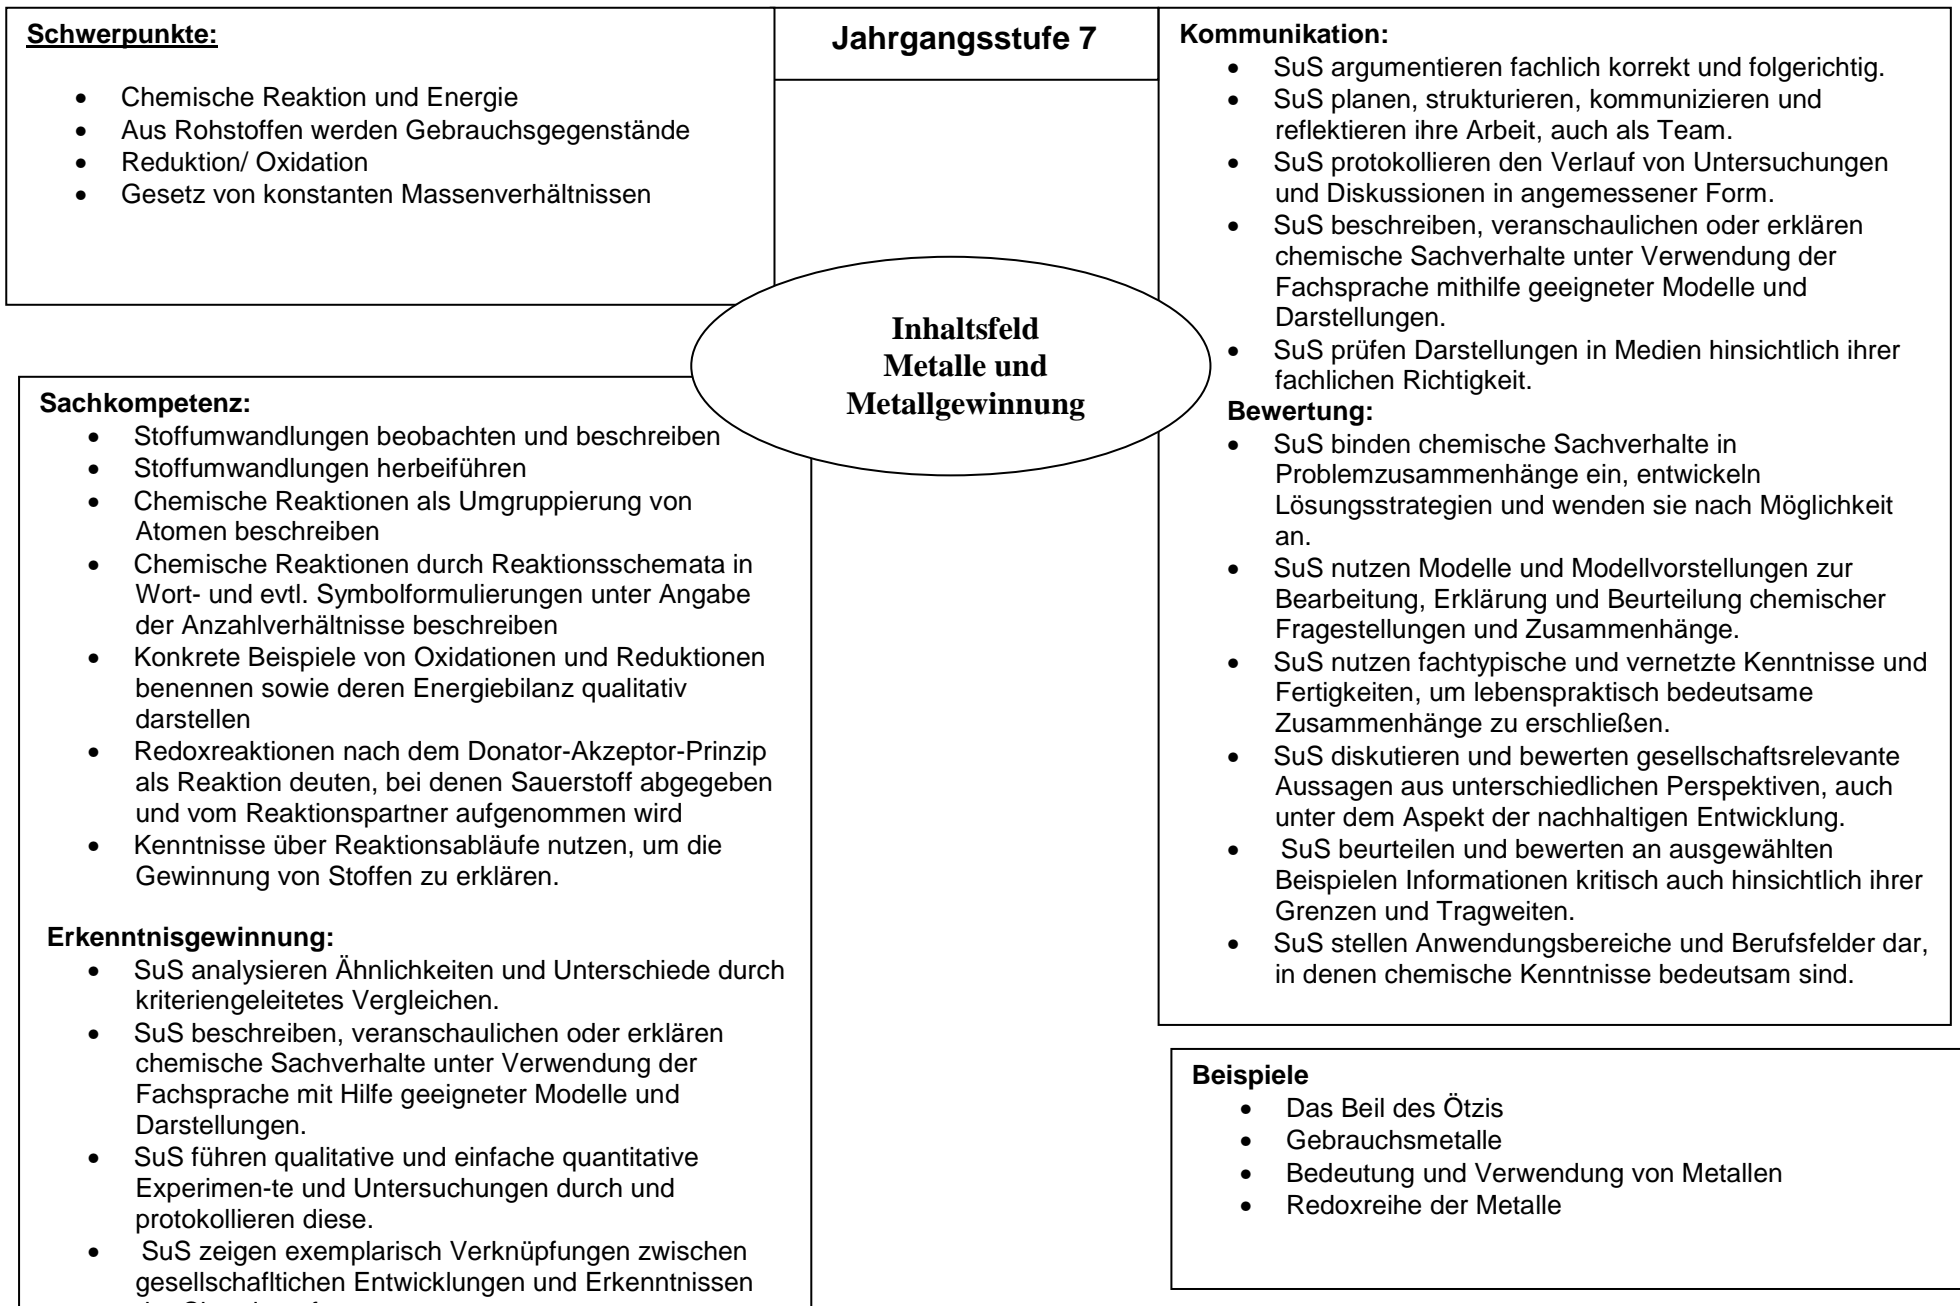 Schwerpunkte:
• Chemische Reaktion und Energie
• Aus Rohstoffen werden Gebrauchsgegenstände
• Reduktion/ Oxidation
• Gesetz von konstanten Massenverhältnissen
Jahrgangsstufe 7
Inhaltsfeld
Metalle und
Metallgewinnung
Sachkompetenz:
• Stoffumwandlungen beobachten und beschreiben
• Stoffumwandlungen herbeiführen
• Chemische Reaktionen als Umgruppierung von
Atomen beschreiben
• Chemische Reaktionen durch Reaktionsschemata in
Wort- und evtl. Symbolformulierungen unter Angabe
der Anzahlverhältnisse beschreiben
• Konkrete Beispiele von Oxidationen und Reduktionen
benennen sowie deren Energiebilanz qualitativ
darstellen
• Redoxreaktionen nach dem Donator-Akzeptor-Prinzip
als Reaktion deuten, bei denen Sauerstoff abgegeben
und vom Reaktionspartner aufgenommen wird
• Kenntnisse über Reaktionsabläufe nutzen, um die
Gewinnung von Stoffen zu erklären.
Erkenntnisgewinnung:
• SuS analysieren Ähnlichkeiten und Unterschiede durch
kriteriengeleitetes Vergleichen.
• SuS beschreiben, veranschaulichen oder erklären
chemische Sachverhalte unter Verwendung der
Fachsprache mit Hilfe geeigneter Modelle und
Darstellungen.
• SuS führen qualitative und einfache quantitative
Experimen-te und Untersuchungen durch und
protokollieren diese.
• SuS zeigen exemplarisch Verknüpfungen zwischen
gesellschafltichen Entwicklungen und Erkenntnissen
Kommunikation:
• SuS argumentieren fachlich korrekt und folgerichtig.
• SuS planen, strukturieren, kommunizieren und
reflektieren ihre Arbeit, auch als Team.
• SuS protokollieren den Verlauf von Untersuchungen
und Diskussionen in angemessener Form.
• SuS beschreiben, veranschaulichen oder erklären
chemische Sachverhalte unter Verwendung der
Fachsprache mithilfe geeigneter Modelle und
Darstellungen.
• SuS prüfen Darstellungen in Medien hinsichtlich ihrer
fachlichen Richtigkeit.
Bewertung:
• SuS binden chemische Sachverhalte in
Problemzusammenhänge ein, entwickeln
Lösungsstrategien und wenden sie nach Möglichkeit
an.
• SuS nutzen Modelle und Modellvorstellungen zur
Bearbeitung, Erklärung und Beurteilung chemischer
Fragestellungen und Zusammenhänge.
• SuS nutzen fachtypische und vernetzte Kenntnisse und
Fertigkeiten, um lebenspraktisch bedeutsame
Zusammenhänge zu erschließen.
• SuS diskutieren und bewerten gesellschaftsrelevante
Aussagen aus unterschiedlichen Perspektiven, auch
unter dem Aspekt der nachhaltigen Entwicklung.
• SuS beurteilen und bewerten an ausgewählten
Beispielen Informationen kritisch auch hinsichtlich ihrer
Grenzen und Tragweiten.
• SuS stellen Anwendungsbereiche und Berufsfelder dar,
in denen chemische Kenntnisse bedeutsam sind.
Beispiele
• Das Beil des Ötzis
• Gebrauchsmetalle
• Bedeutung und Verwendung von Metallen
• Redoxreihe der Metalle